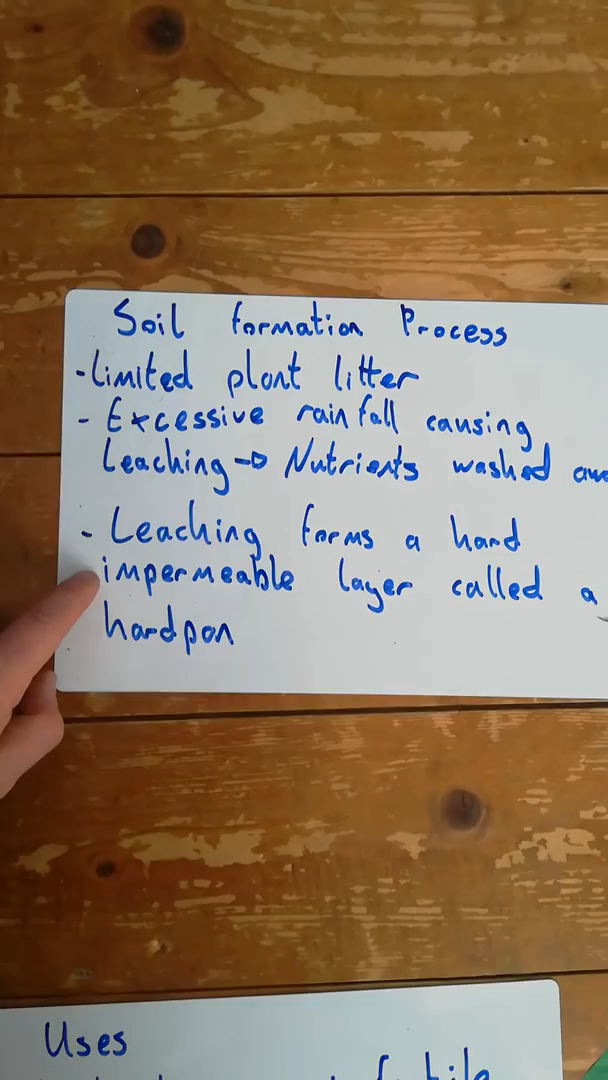 Soil formation Process
- Limited plant litter
- Excessive rainfall causing
Leaching → Nutrients washed
- Leaching forms a hard
impermeable layer called a
hardpan
Uses